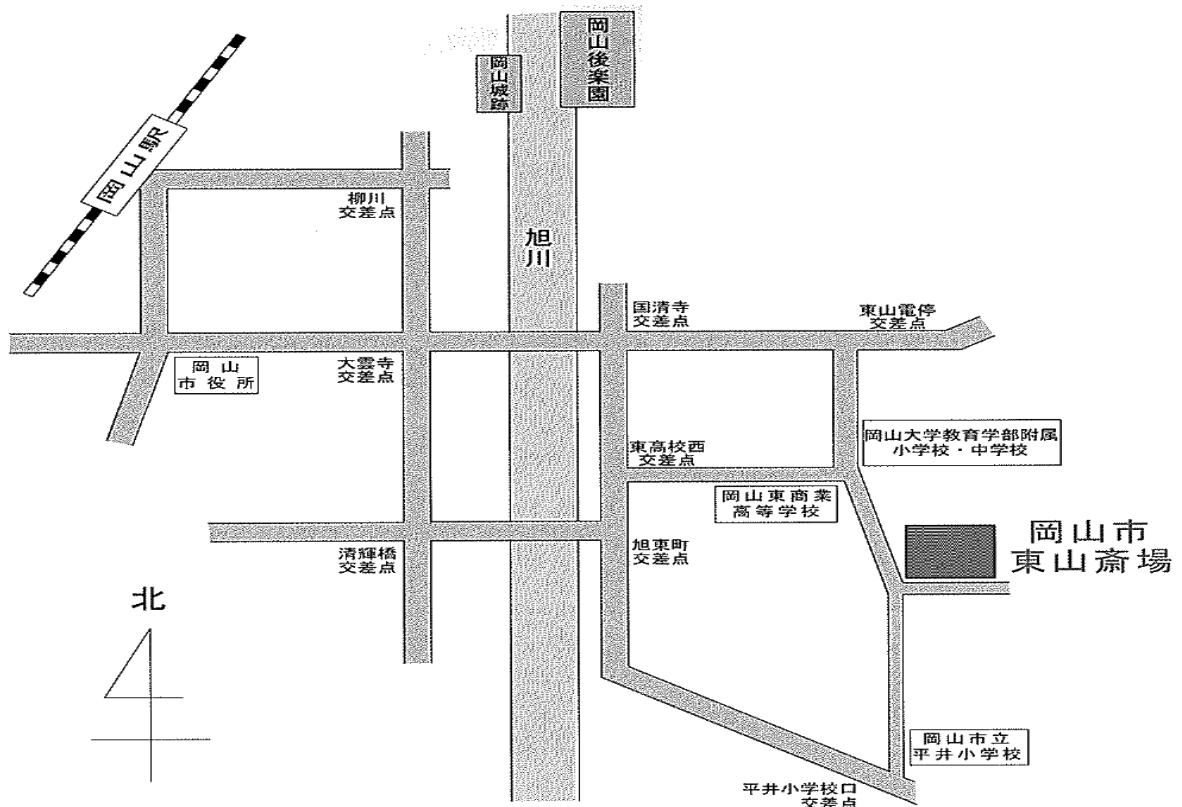 岡山後楽園
岡山城跡
岡山駅
柳川
交差点
旭川
国清寺
交差点
東山電停
交差点
岡山
市役所
大雲寺
交差点
東高校西
交差点
岡山大学教育学部附属
小学校・中学校
岡山東商業
高等学校
岡山市
東山斎場
清輝橋
交差点
旭東町
交差点
北
岡山市立
平井小学校
平井小学校口
交差点